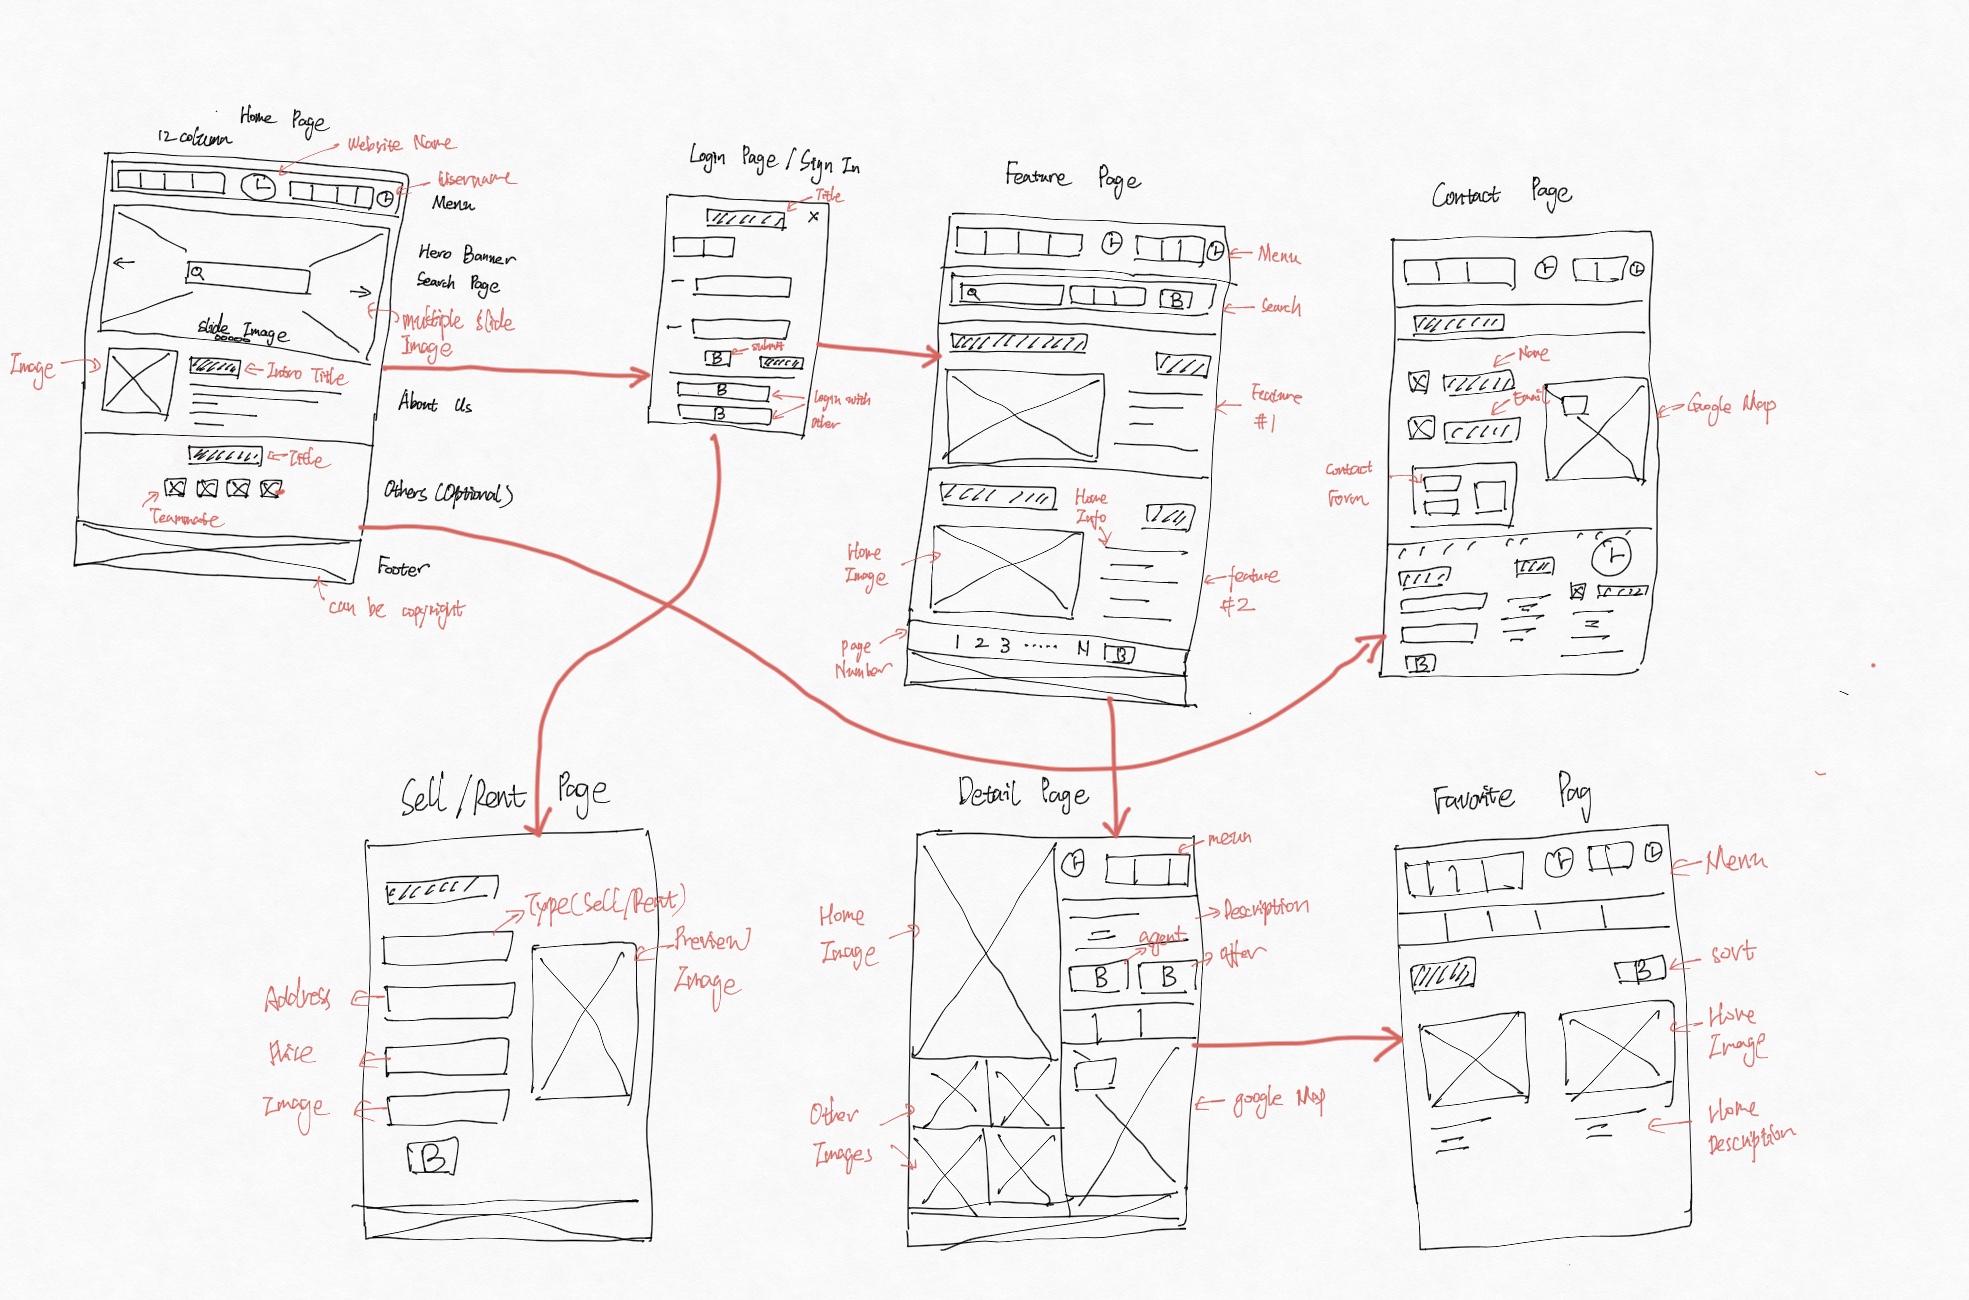 Home Page
12 column
Website Name
Username
Menu
Hero Banner
Search Page
slide Image
multiple slide
Image
Image
Intro Title
About Us
Title
Teammate
Others (Optional)
Footer
can be copyright
Login Page / Sign In
Title
x
submit
B
B
B
Login with
other
Feature Page
Menu
B
Search
Feature
#1
Home
Info
Home
Image
feature
#2
Page
Number
1 2 3 ..... N B
Contact Page
Name
Email
Google Map
Contact
Form
B
Sell/Rent Page
Type(Sell/Rent)
Preview
Image
Address
Price
Image
B
Detail Page
menu
Home
Image
Description
agent
offer
B B
Other
Images
google Map
Favorite Pag
Menu
sort
B
Home
Image
Home
Description